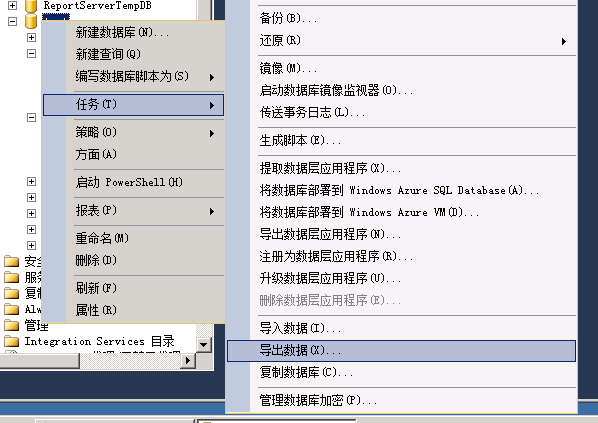 ReportServerTempDB
新建数据库(N)...
新建查询(Q)
编写数据库脚本为(S)
任务(T)
策略(O)
方面(A)
启动 PowerShell(H)
报表(P)
重命名(M)
删除(D)
刷新(F)
属性(R)
安
服务
复制
Alw
管理
Integration Services 目录
备份(B)...
还原(R)
镜像(M)...
启动数据库镜像监视器(O)...
传送事务日志(L)...
生成脚本(E)...
提取数据层应用程序(X)...
将数据库部署到 Windows Azure SQL Database(A)...
将数据库部署到 Windows Azure VM(D)...
导出数据层应用程序(N)...
注册为数据层应用程序(R)...
升级数据层应用程序(U)...
删除数据层应用程序(E)...
导入数据(I)...
导出数据(X)...
复制数据库(C)...
管理数据库加密(P)...